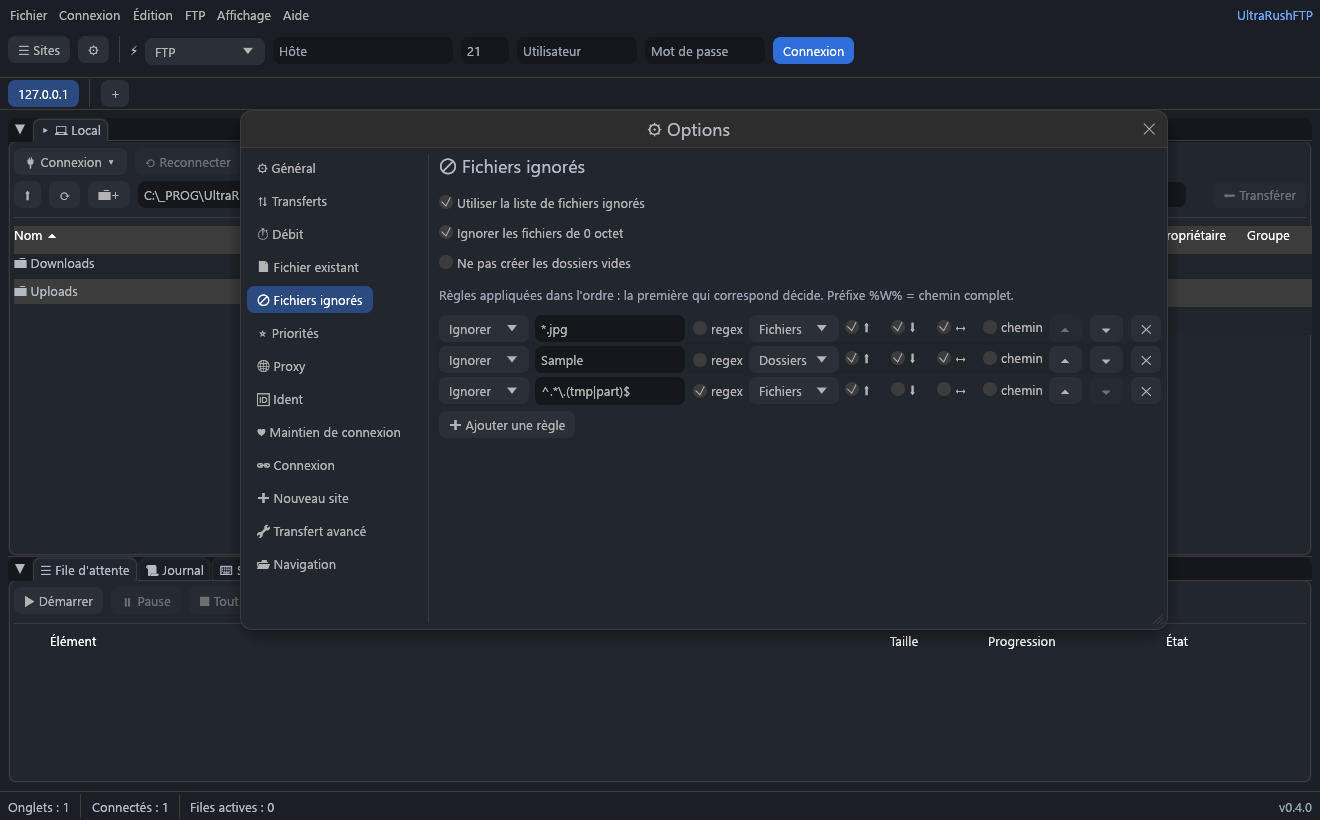 Fichier Connexion Édition FTP Affichage Aide UltraRushFTP
Sites FTP Hôte 21 Utilisateur Mot de passe Connexion
127.0.0.1 +
Local
Options
Connexion Reconnecter
C:\_PROG\UltraR
Transférer
Nom
Groupe
Downloads
Uploads
Général
Transferts
Débit
Fichier existant
Fichiers ignorés
Priorités
Proxy
Ident
Maintien de connexion
Connexion
Nouveau site
Transfert avancé
Navigation
Fichiers ignorés
Utiliser la liste de fichiers ignorés
Ignorer les fichiers de 0 octet
Ne pas créer les dossiers vides
Règles appliquées dans l'ordre : la première qui correspond décide. Préfixe %W% = chemin complet.
Ignorer *.jpg regex Fichiers chemin
Ignorer Sample regex Dossiers chemin
Ignorer ^.*\.(tmp|part)$ regex Fichiers chemin
Ajouter une règle
File d'attente Journal
Démarrer Pause Tout
Élément Taille Progression État
Onglets : 1 Connectés : 1 Files actives : 0 v0.4.0